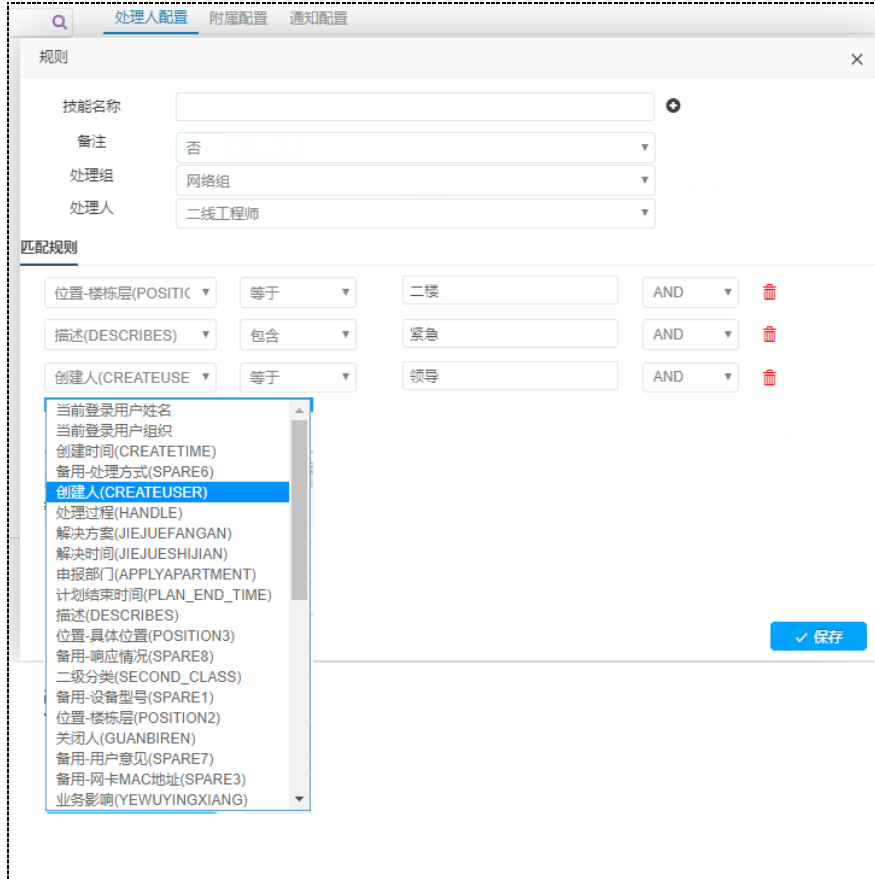 处理人配置 附属配置 通知配置
规则
技能名称
备注 否
处理组 网络组
处理人 二线工程师
匹配规则
位置-楼栋层(POSITIC 等于 二楼 AND
描述(DESCRIBES) 包含 紧急 AND
创建人(CREATEUSE 等于 领导 AND
当前登录用户姓名
当前登录用户组织
创建时间(CREATETIME)
备用-处理方式(SPARE6)
创建人(CREATEUSER)
处理过程(HANDLE)
解决方案(JIEJUEFANGAN)
解决时间(JIEJUESHIJIAN)
申报部门(APPLYAPARTMENT)
计划结束时间(PLAN_END_TIME)
描述(DESCRIBES)
位置-具体位置(POSITION3)
备用-响应情况(SPARE8)
二级分类(SECOND_CLASS)
备用-设备型号(SPARE1)
位置-楼栋层(POSITION2)
关闭人(GUANBIREN)
备用-用户意见(SPARE7)
备用-网卡MAC地址(SPARE3)
业务影响(YEWUYINGXIANG)
保存